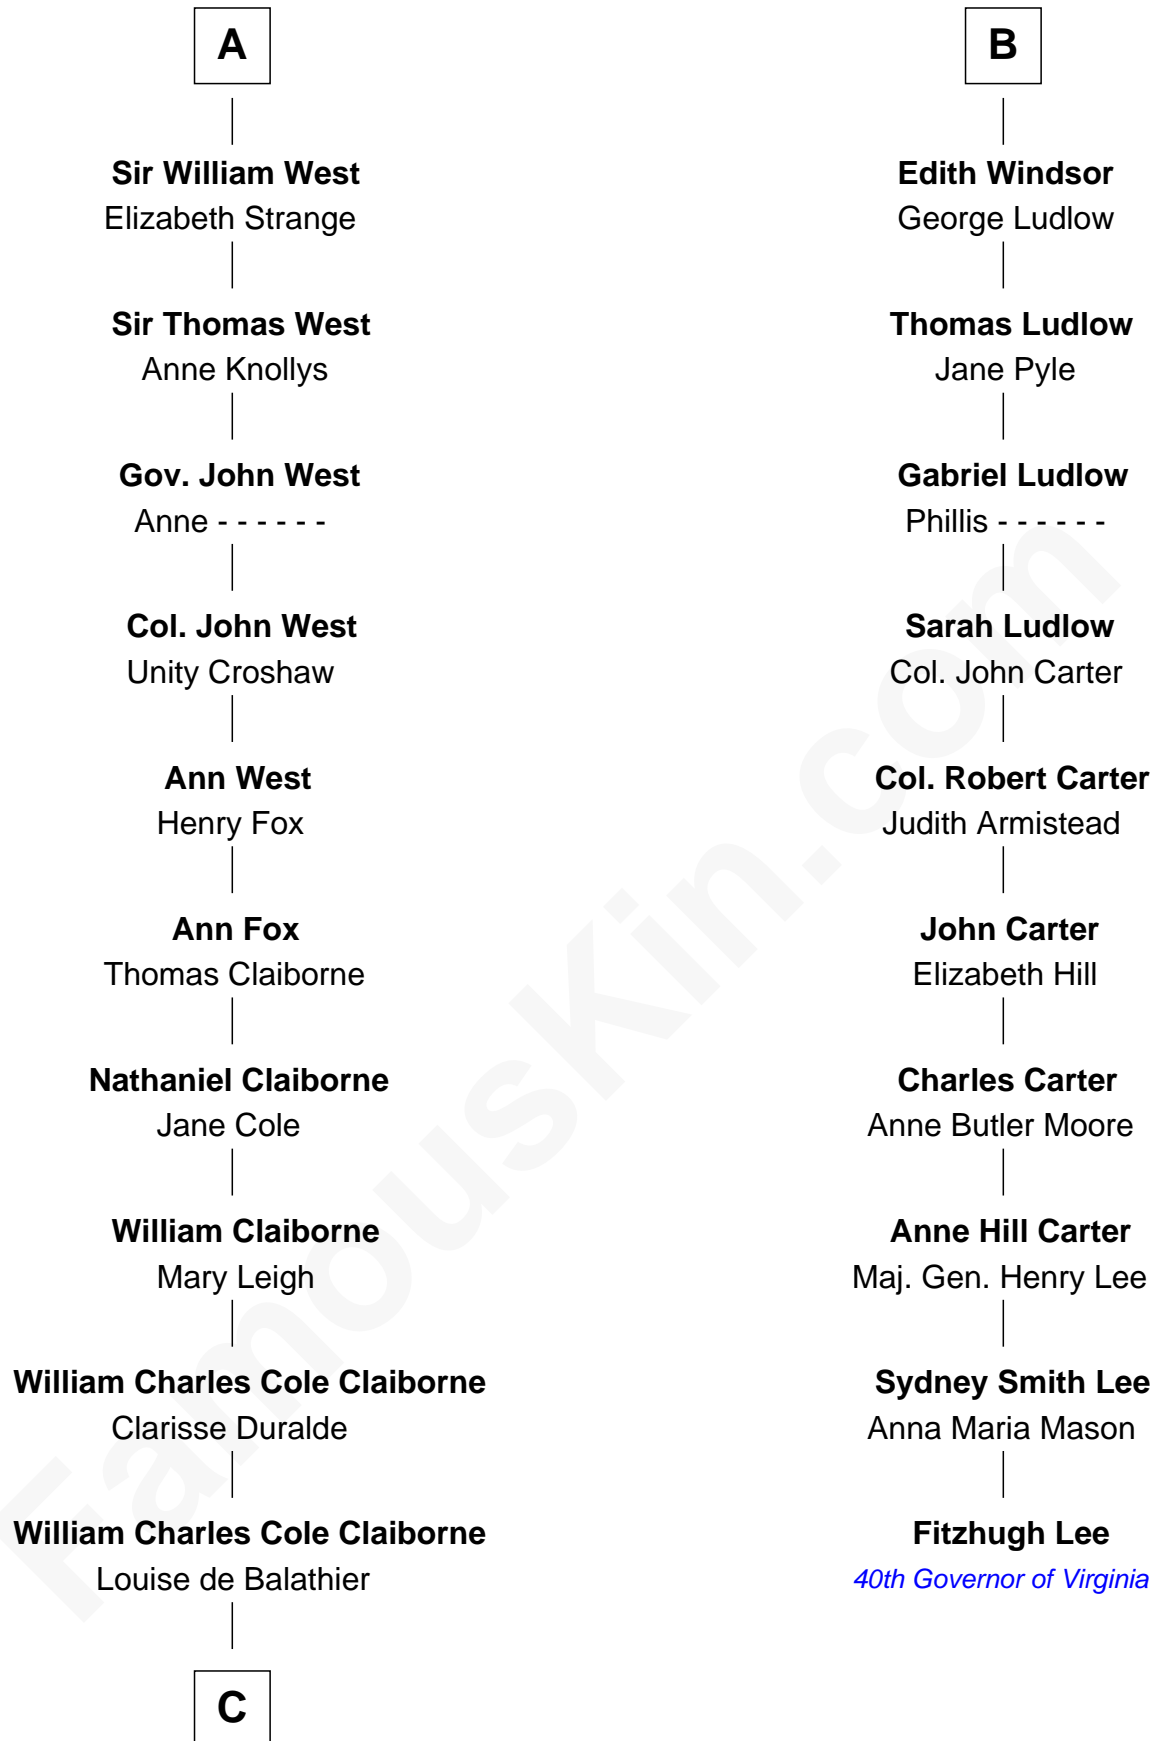 A
Sir William West
Elizabeth Strange
Sir Thomas West
Anne Knollys
Gov. John West
Anne - - - - - -
Col. John West
Unity Croshaw
Ann West
Henry Fox
Ann Fox
Thomas Claiborne
Nathaniel Claiborne
Jane Cole
William Claiborne
Mary Leigh
William Charles Cole Claiborne
Clarisse Duralde
William Charles Cole Claiborne
Louise de Balathier
C
B
Edith Windsor
George Ludlow
Thomas Ludlow
Jane Pyle
Gabriel Ludlow
Phillis - - - - - -
Sarah Ludlow
Col. John Carter
Col. Robert Carter
Judith Armistead
John Carter
Elizabeth Hill
Charles Carter
Anne Butler Moore
Anne Hill Carter
Maj. Gen. Henry Lee
Sydney Smith Lee
Anna Maria Mason
Fitzhugh Lee
40th Governor of Virginia
FamousKin.com